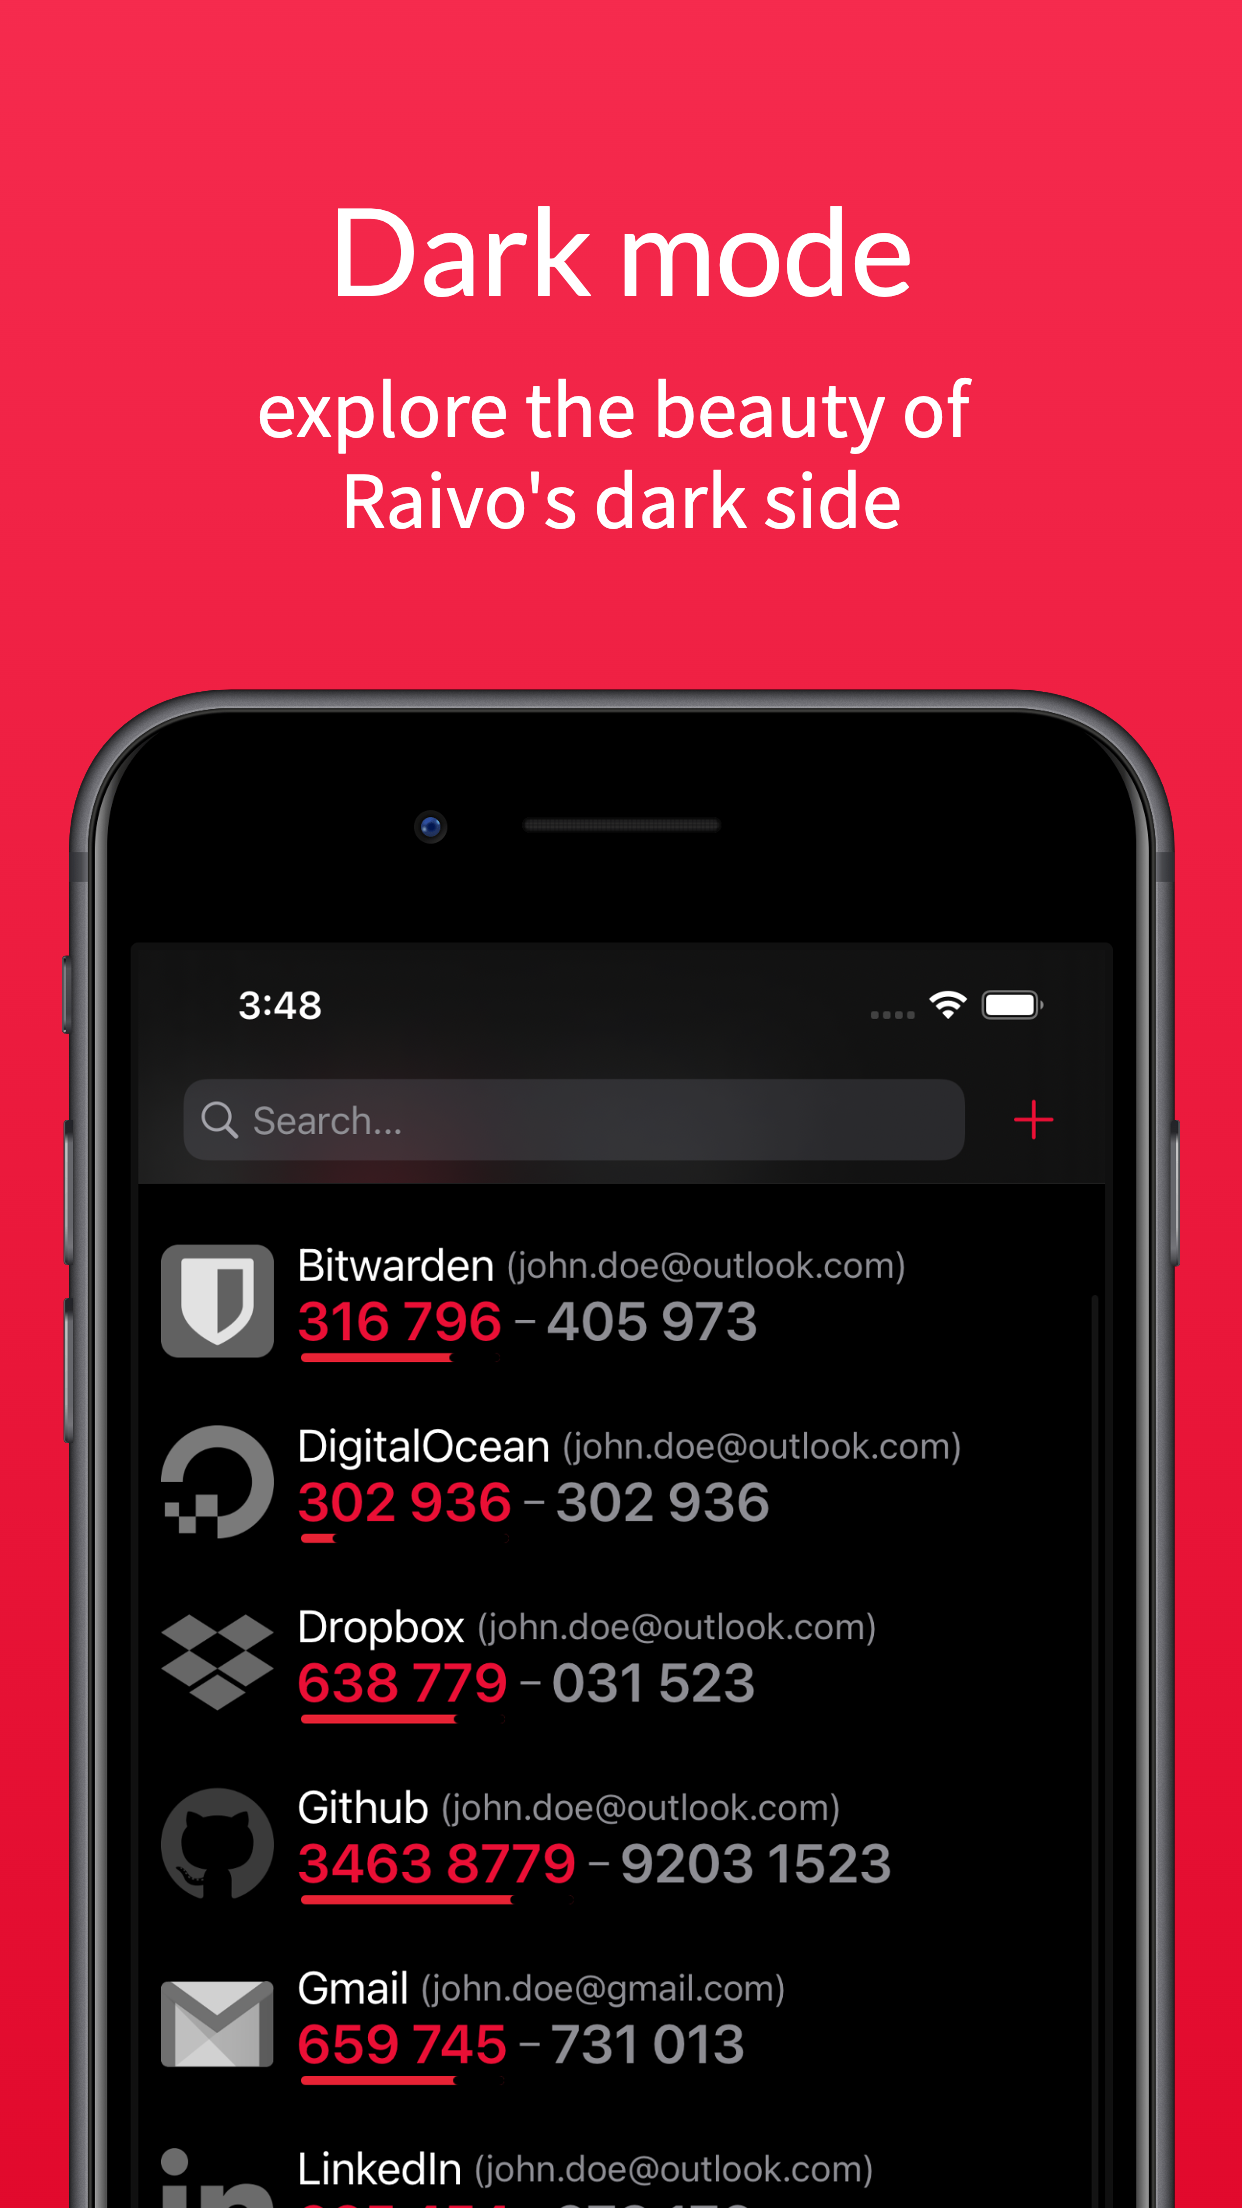 Dark mode
explore the beauty of
Raivo's dark side
3:48
Search...
Bitwarden (john.doe@outlook.com)
316 796 – 405 973
DigitalOcean (john.doe@outlook.com)
302 936 – 302 936
Dropbox (john.doe@outlook.com)
638 779 – 031 523
Github (john.doe@outlook.com)
3463 8779 – 9203 1523
Gmail (john.doe@gmail.com)
659 745 – 731 013
in
LinkedIn (john.doe@outlook.com)